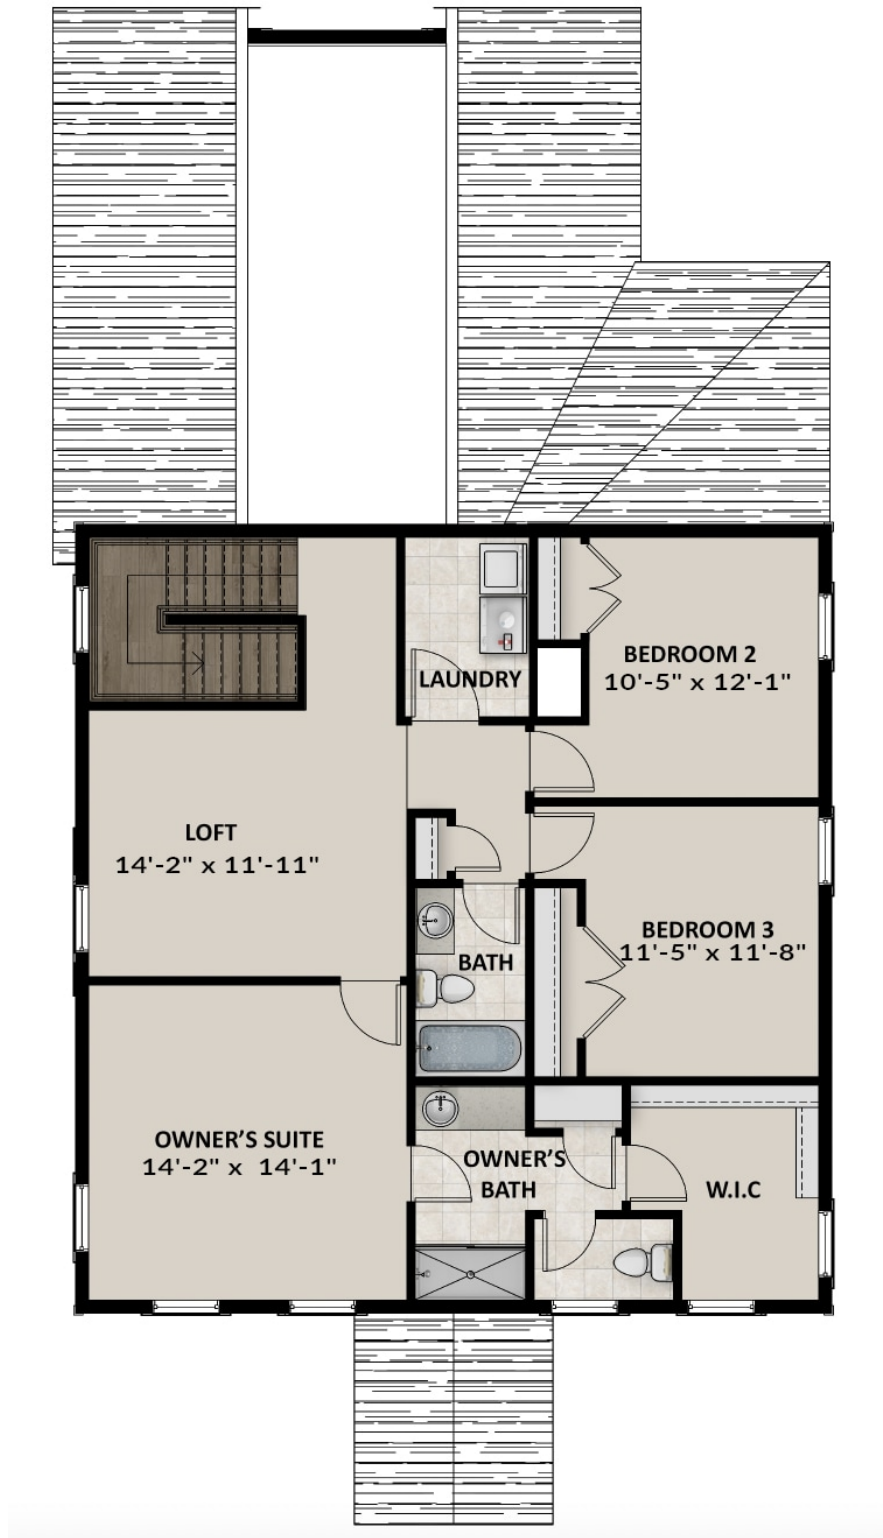 BEDROOM 2
10'-5" x 12'-1"
LAUNDRY
LOFT
14'-2" x 11'-11"
BEDROOM 3
11'-5" x 11'-8"
BATH
OWNER'S SUITE
14'-2" x 14'-1"
OWNER'S
BATH
W.I.C